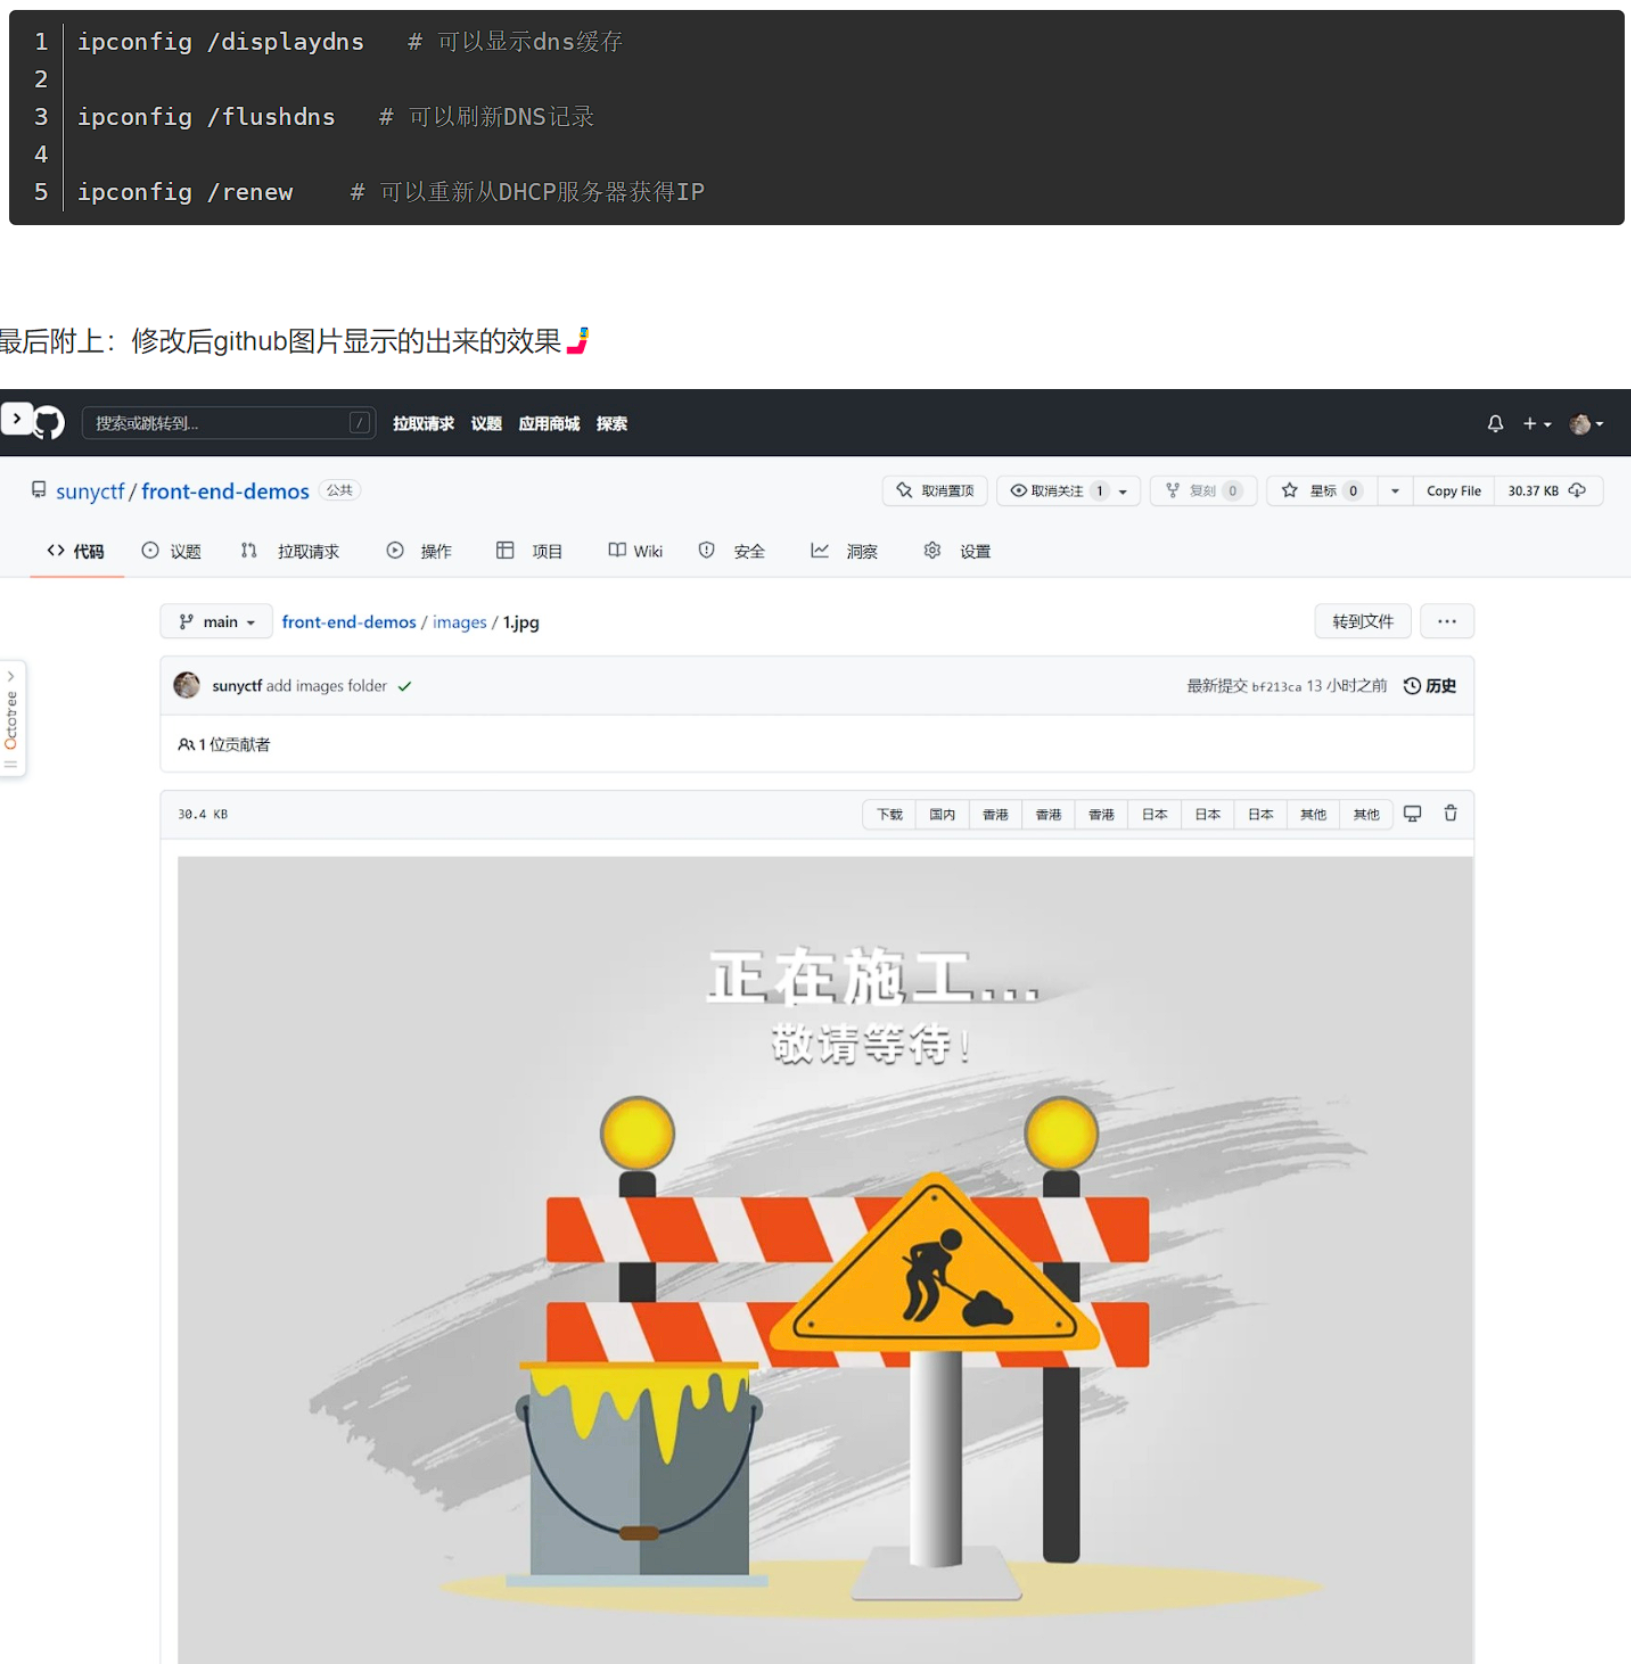 1 ipconfig /displaydns # 可以显示dns缓存
2
3 ipconfig /flushdns # 可以刷新DNS记录
4
5 ipconfig /renew # 可以重新从DHCP服务器获得IP
最后附上：修改后github图片显示的出来的效果🤳
搜索或跳转到... / 拉取请求 议题 应用商城 探索
sunyctf / front-end-demos 公共 取消置顶 取消关注 1 复刻 0 星标 0 Copy File 30.37 KB
代码 议题 拉取请求 操作 项目 Wiki 安全 洞察 设置
main front-end-demos / images / 1.jpg 转到文件 ...
sunyctf add images folder 最新提交 bf213ca 13 小时之前 历史
Octotree
1 位贡献者
30.4 KB 下载 国内 香港 香港 香港 日本 日本 日本 其他 其他
正在施工...
敬请等待！